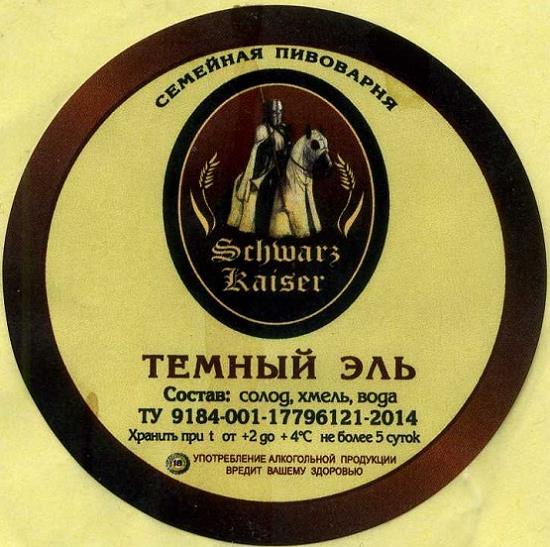 СЕМЕЙНАЯ ПИВОВАРНЯ
Schwarz
Kaiser
ТЕМНЫЙ ЭЛЬ
Состав: солод, хмель, вода
ТУ 9184-001-17796121-2014
Хранить при t от +2 до +4°С не более 5 суток
18 УПОТРЕБЛЕНИЕ АЛКОГОЛЬНОЙ ПРОДУКЦИИ
ВРЕДИТ ВАШЕМУ ЗДОРОВЬЮ